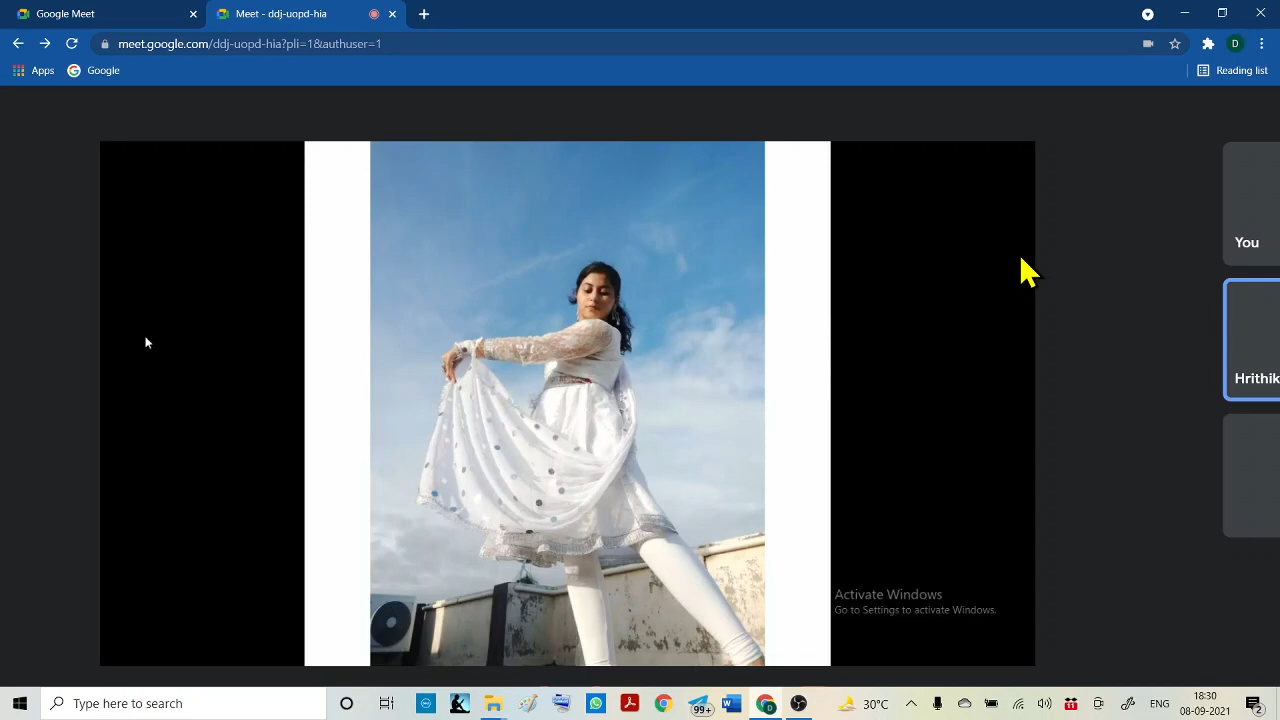 Google Meet
Meet - ddj-uopd-hia
meet.google.com/ddj-uopd-hia?pli=1&authuser=1
D
Apps
Google
Reading list
You
Hrithik
Activate Windows
Go to Settings to activate Windows.
Type here to search
99+
D
30°C
11
ENG
18:30
08-09-2021
2